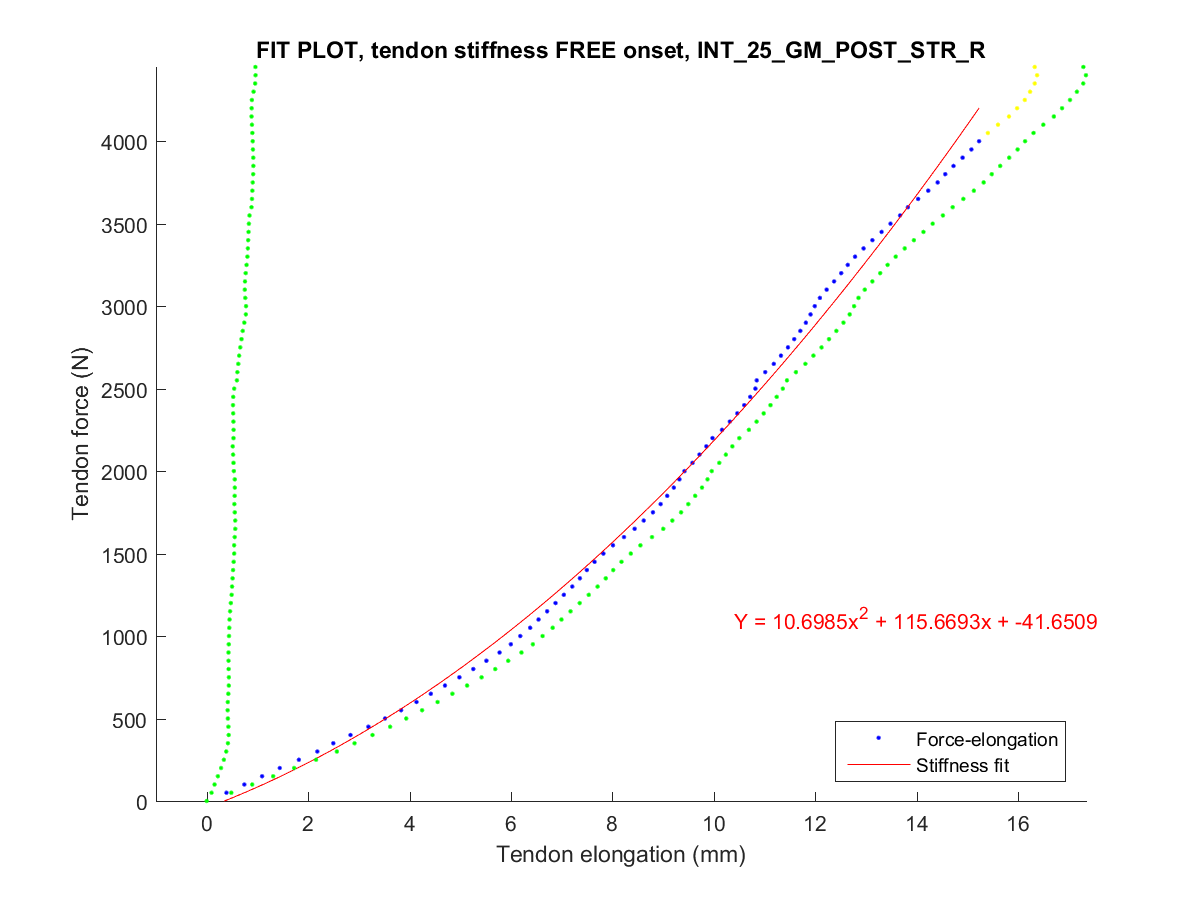 FIT PLOT, tendon stiffness FREE onset, INT_25_GM_POST_STR_R
Tendon force (N)
4000
3500
3000
2500
2000
1500
1000
500
0
Y = 10.6985x² + 115.6693x + -41.6509
Force-elongation
Stiffness fit
0 2 4 6 8 10 12 14 16
Tendon elongation (mm)